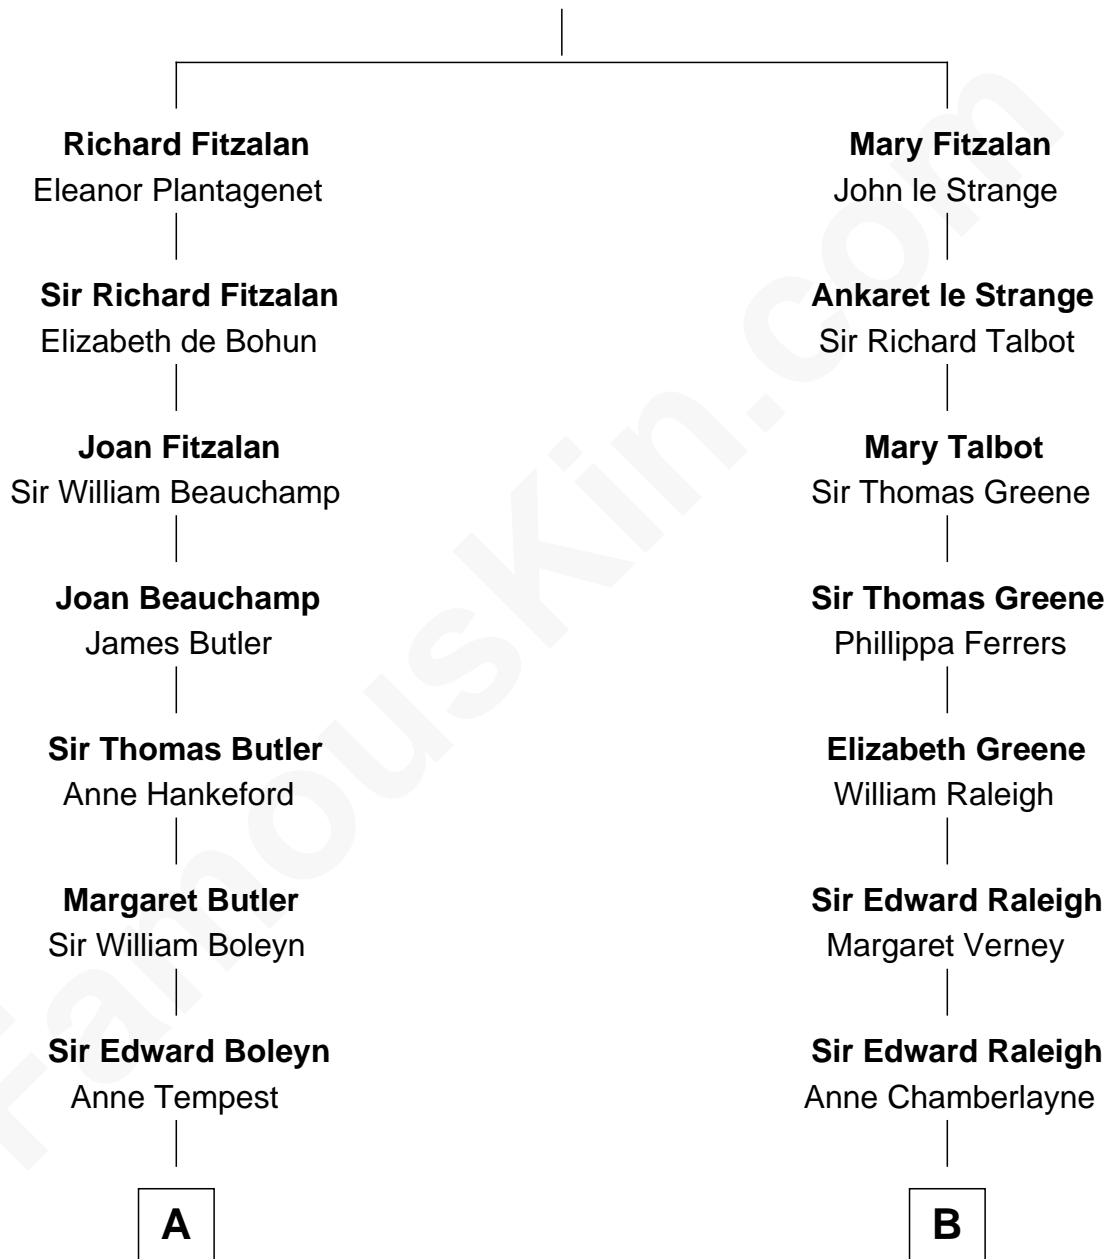 Richard Fitzalan
Eleanor Plantagenet
Sir Richard Fitzalan
Elizabeth de Bohun
Joan Fitzalan
Sir William Beauchamp
Joan Beauchamp
James Butler
Sir Thomas Butler
Anne Hankeford
Margaret Butler
Sir William Boleyn
Sir Edward Boleyn
Anne Tempest
A
Mary Fitzalan
John le Strange
Ankaret le Strange
Sir Richard Talbot
Mary Talbot
Sir Thomas Greene
Sir Thomas Greene
Phillippa Ferrers
Elizabeth Greene
William Raleigh
Sir Edward Raleigh
Margaret Verney
Sir Edward Raleigh
Anne Chamberlayne
B
FamousKin.com